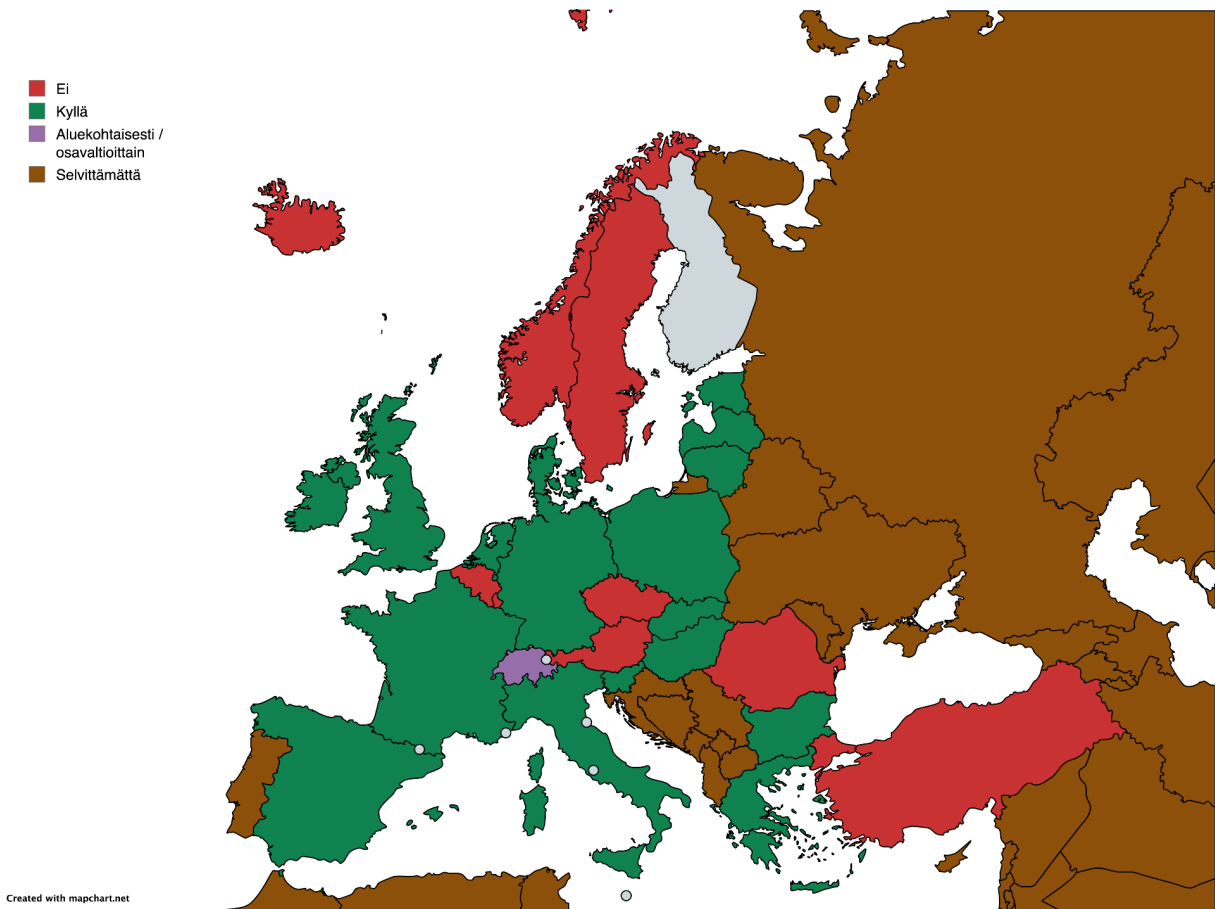 Ei
Kyllä
Aluekohtaisesti /
osavaltioittain
Selvittämättä
Created with mapchart.net